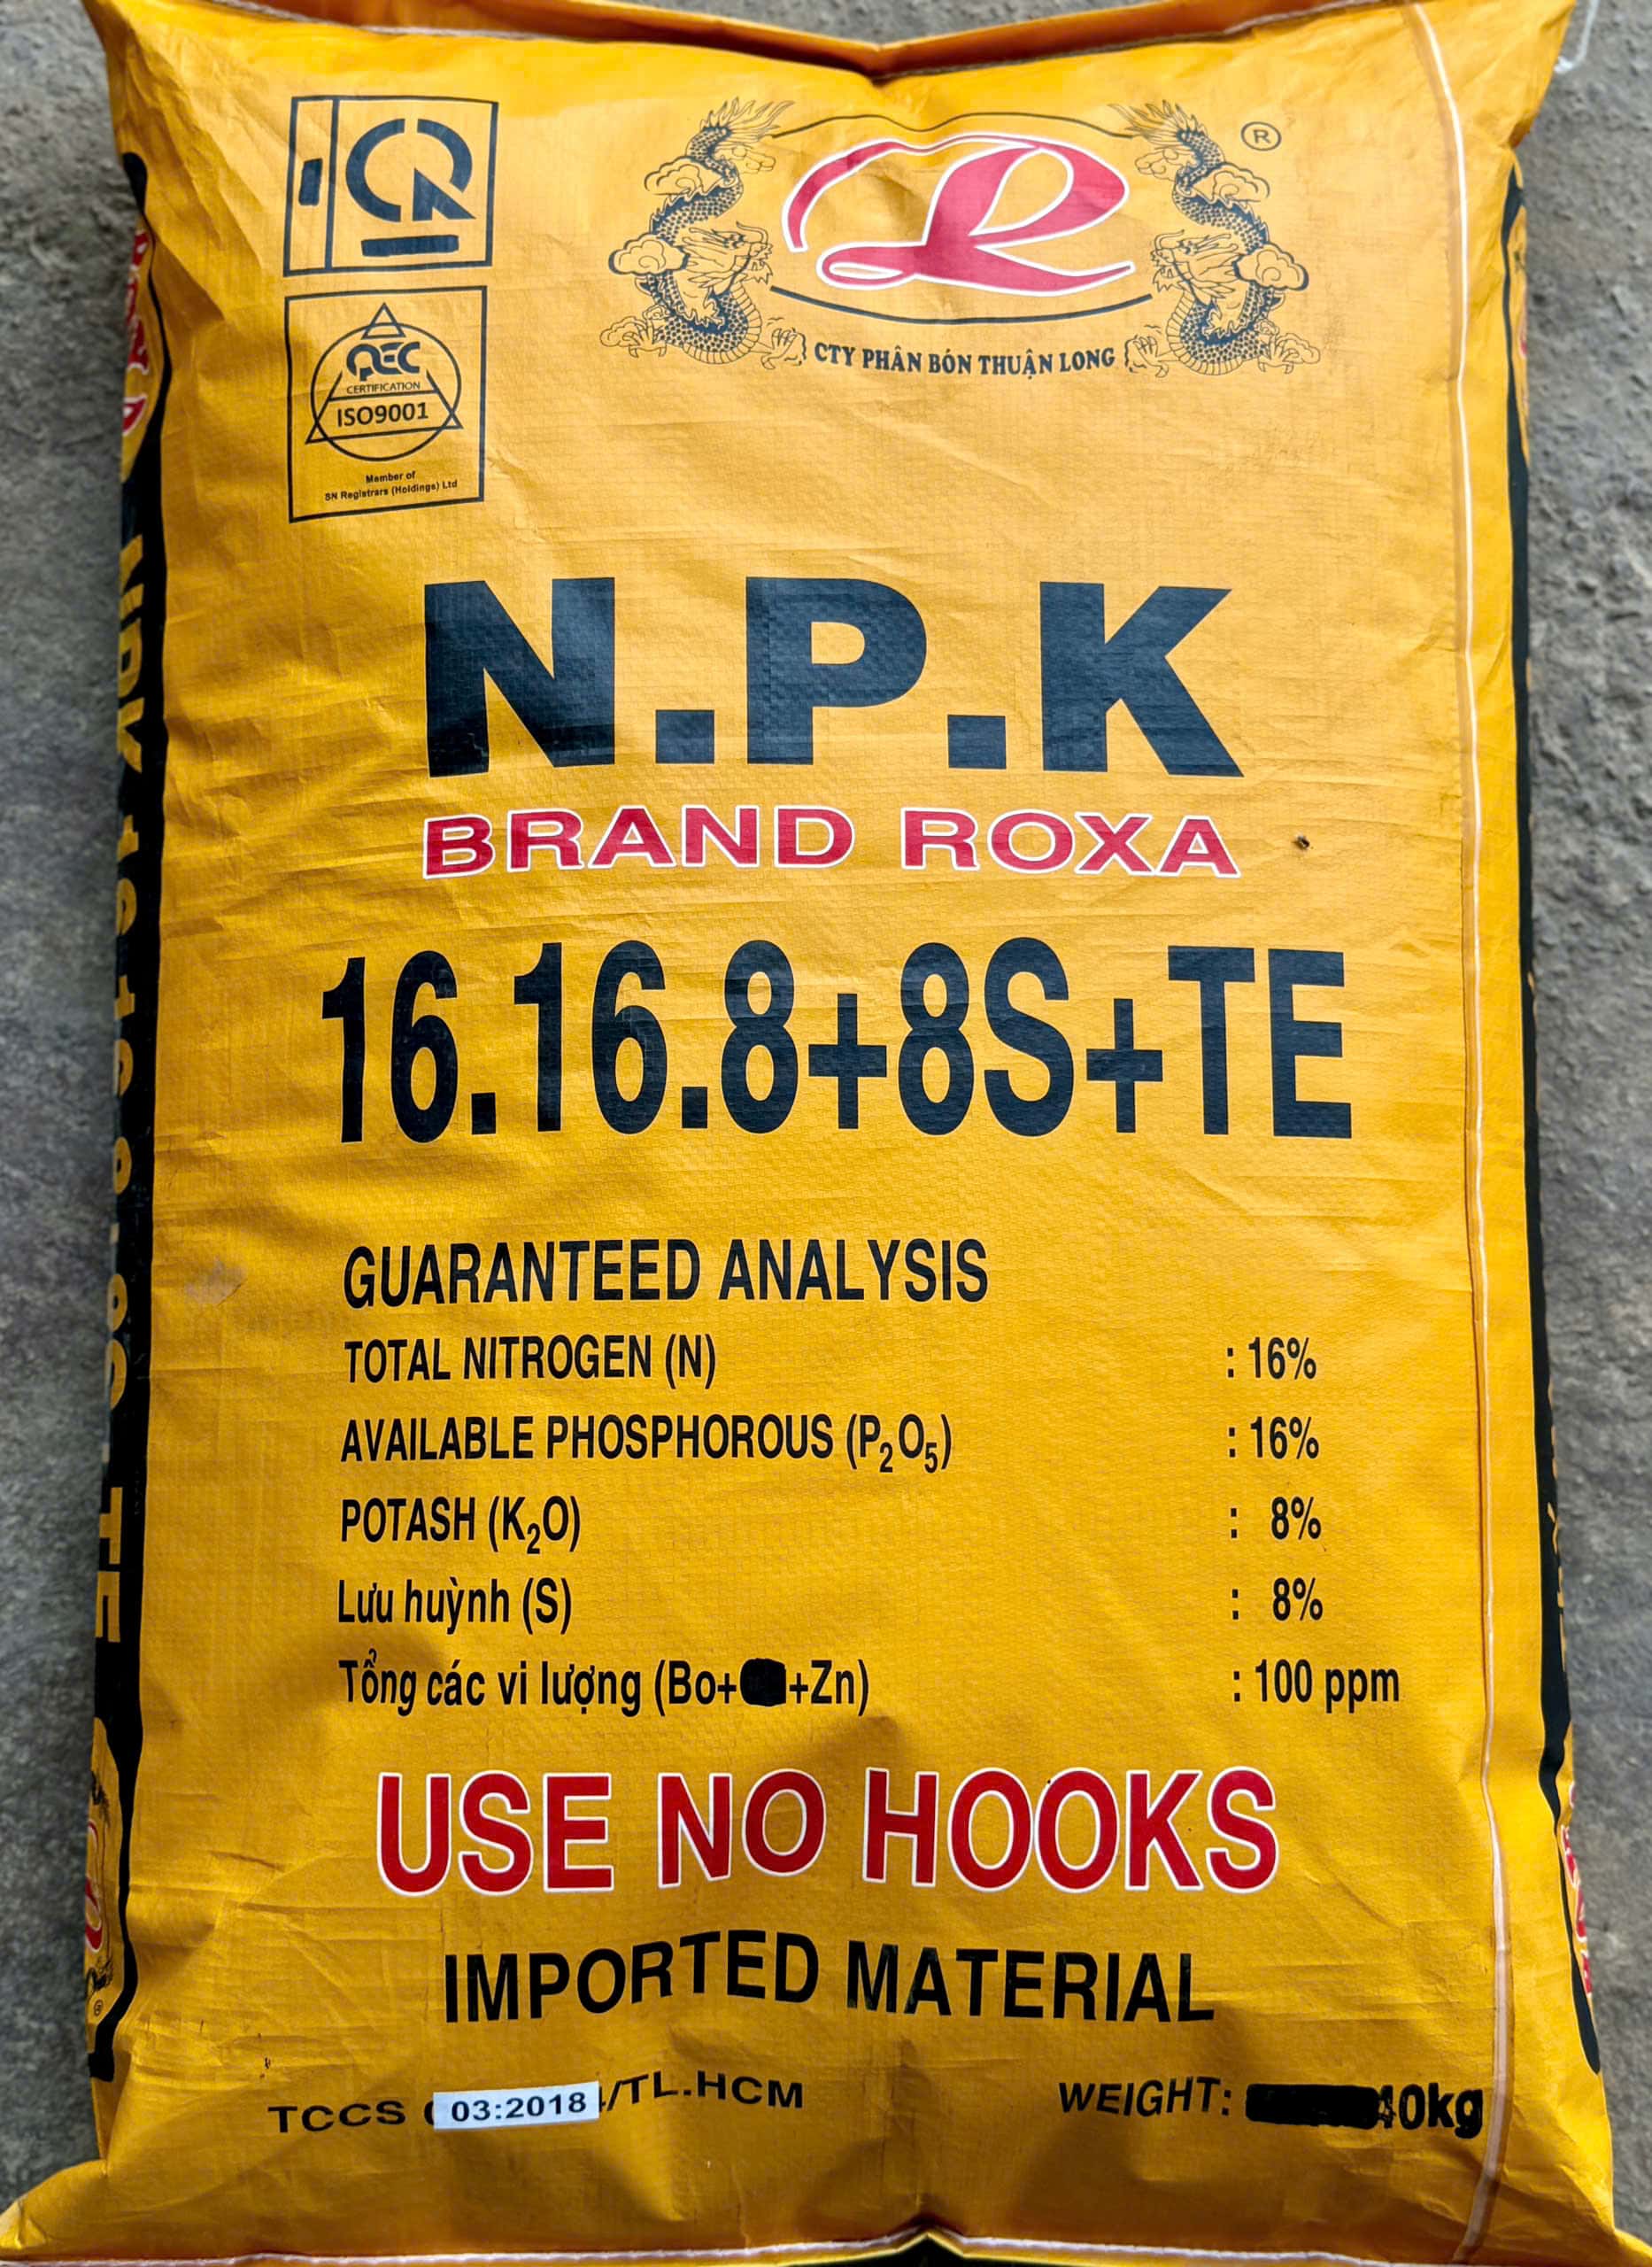 CQ
QEC
CERTIFICATION
ISO9001
Member of
SN Registrars (Holdings) Ltd
®
CTY PHÂN BÓN THUẬN LONG
N.P.K
BRAND ROXA
16.16.8+8S+TE
GUARANTEED ANALYSIS
TOTAL NITROGEN (N) : 16%
AVAILABLE PHOSPHOROUS (P₂O₅) : 16%
POTASH (K₂O) : 8%
Lưu huỳnh (S) : 8%
Tổng các vi lượng (Bo+ +Zn) : 100 ppm
USE NO HOOKS
IMPORTED MATERIAL
TCCS 03:2018 /TL.HCM
WEIGHT: 40kg